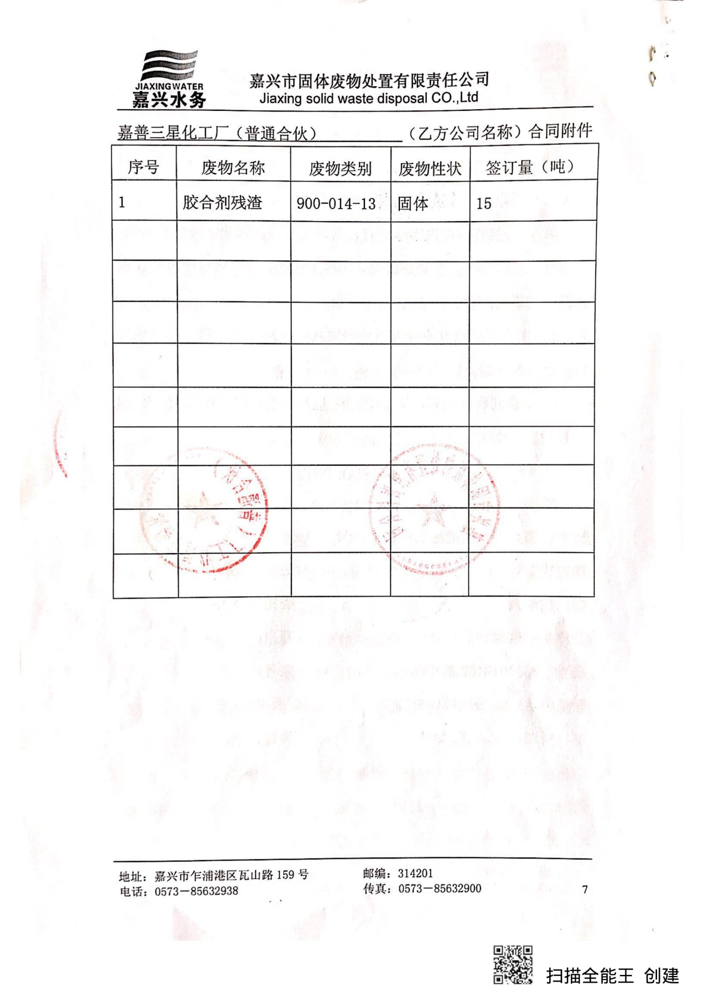 JIAXING WATER
嘉兴水务
嘉兴市固体废物处置有限责任公司
Jiaxing solid waste disposal CO.,Ltd
嘉善三星化工厂（普通合伙）（乙方公司名称）合同附件
序号 废物名称 废物类别 废物性状 签订量（吨）
1 胶合剂残渣 900-014-13 固体 15
地址：嘉兴市乍浦港区瓦山路 159 号 邮编：314201
电话：0573－85632938 传真：0573－85632900 7
扫描全能王 创建